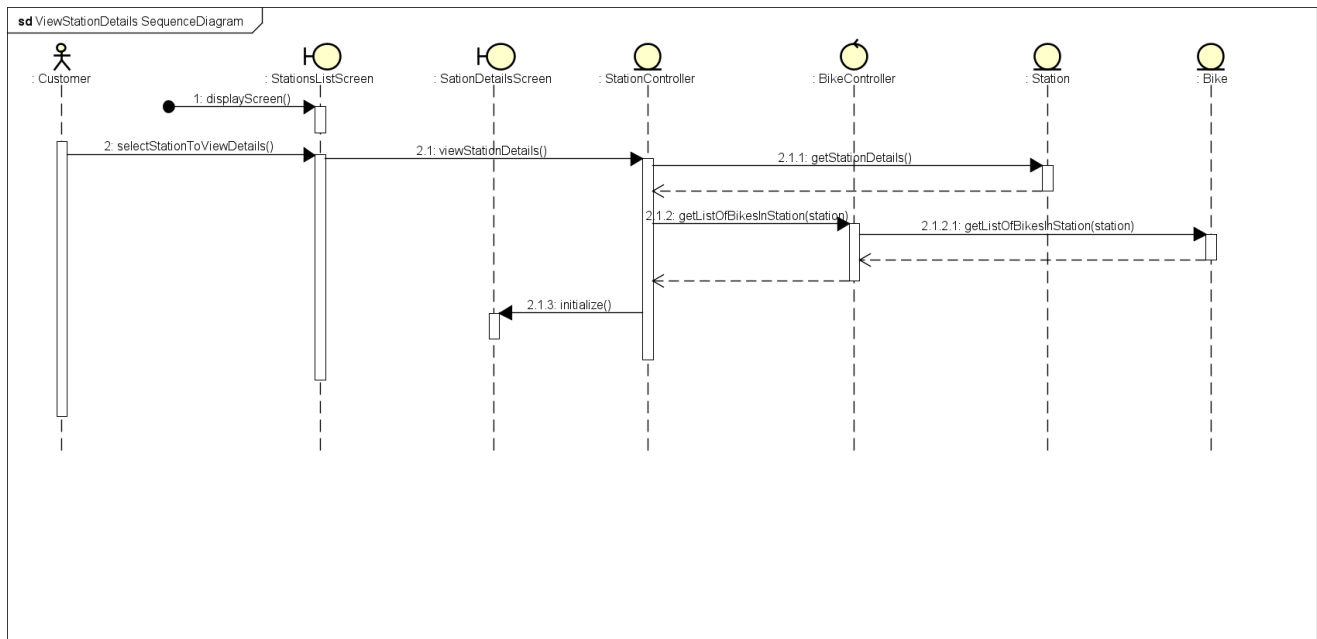 sd ViewStationDetails SequenceDiagram
: Customer
: StationsListScreen
: SationDetailsScreen
: StationController
: BikeController
: Station
: Bike
1: displayScreen()
2: selectStationToViewDetails()
2.1: viewStationDetails()
2.1.1: getStationDetails()
2.1.2: getListOfBikesInStation(station)
2.1.2.1: getListOfBikesInStation(station)
2.1.3: initialize()